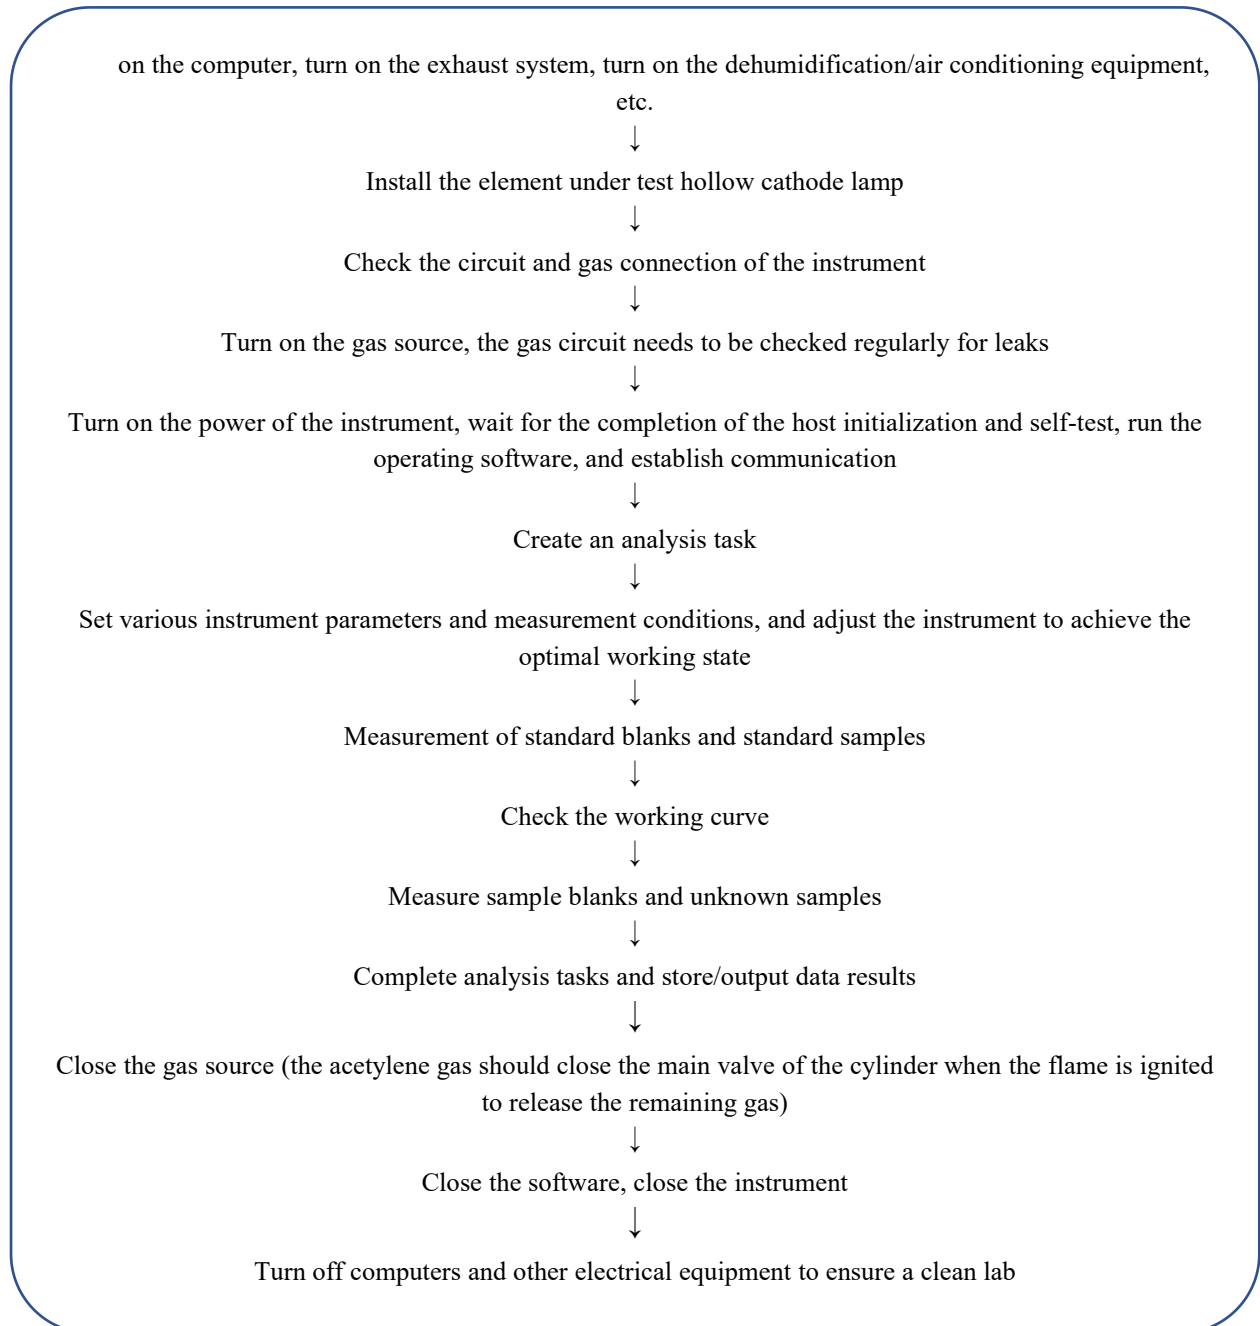 on the computer, turn on the exhaust system, turn on the dehumidification/air conditioning equipment,
etc.
↓
Install the element under test hollow cathode lamp
↓
Check the circuit and gas connection of the instrument
↓
Turn on the gas source, the gas circuit needs to be checked regularly for leaks
↓
Turn on the power of the instrument, wait for the completion of the host initialization and self-test, run the
operating software, and establish communication
↓
Create an analysis task
↓
Set various instrument parameters and measurement conditions, and adjust the instrument to achieve the
optimal working state
↓
Measurement of standard blanks and standard samples
↓
Check the working curve
↓
Measure sample blanks and unknown samples
↓
Complete analysis tasks and store/output data results
↓
Close the gas source (the acetylene gas should close the main valve of the cylinder when the flame is ignited
to release the remaining gas)
↓
Close the software, close the instrument
↓
Turn off computers and other electrical equipment to ensure a clean lab